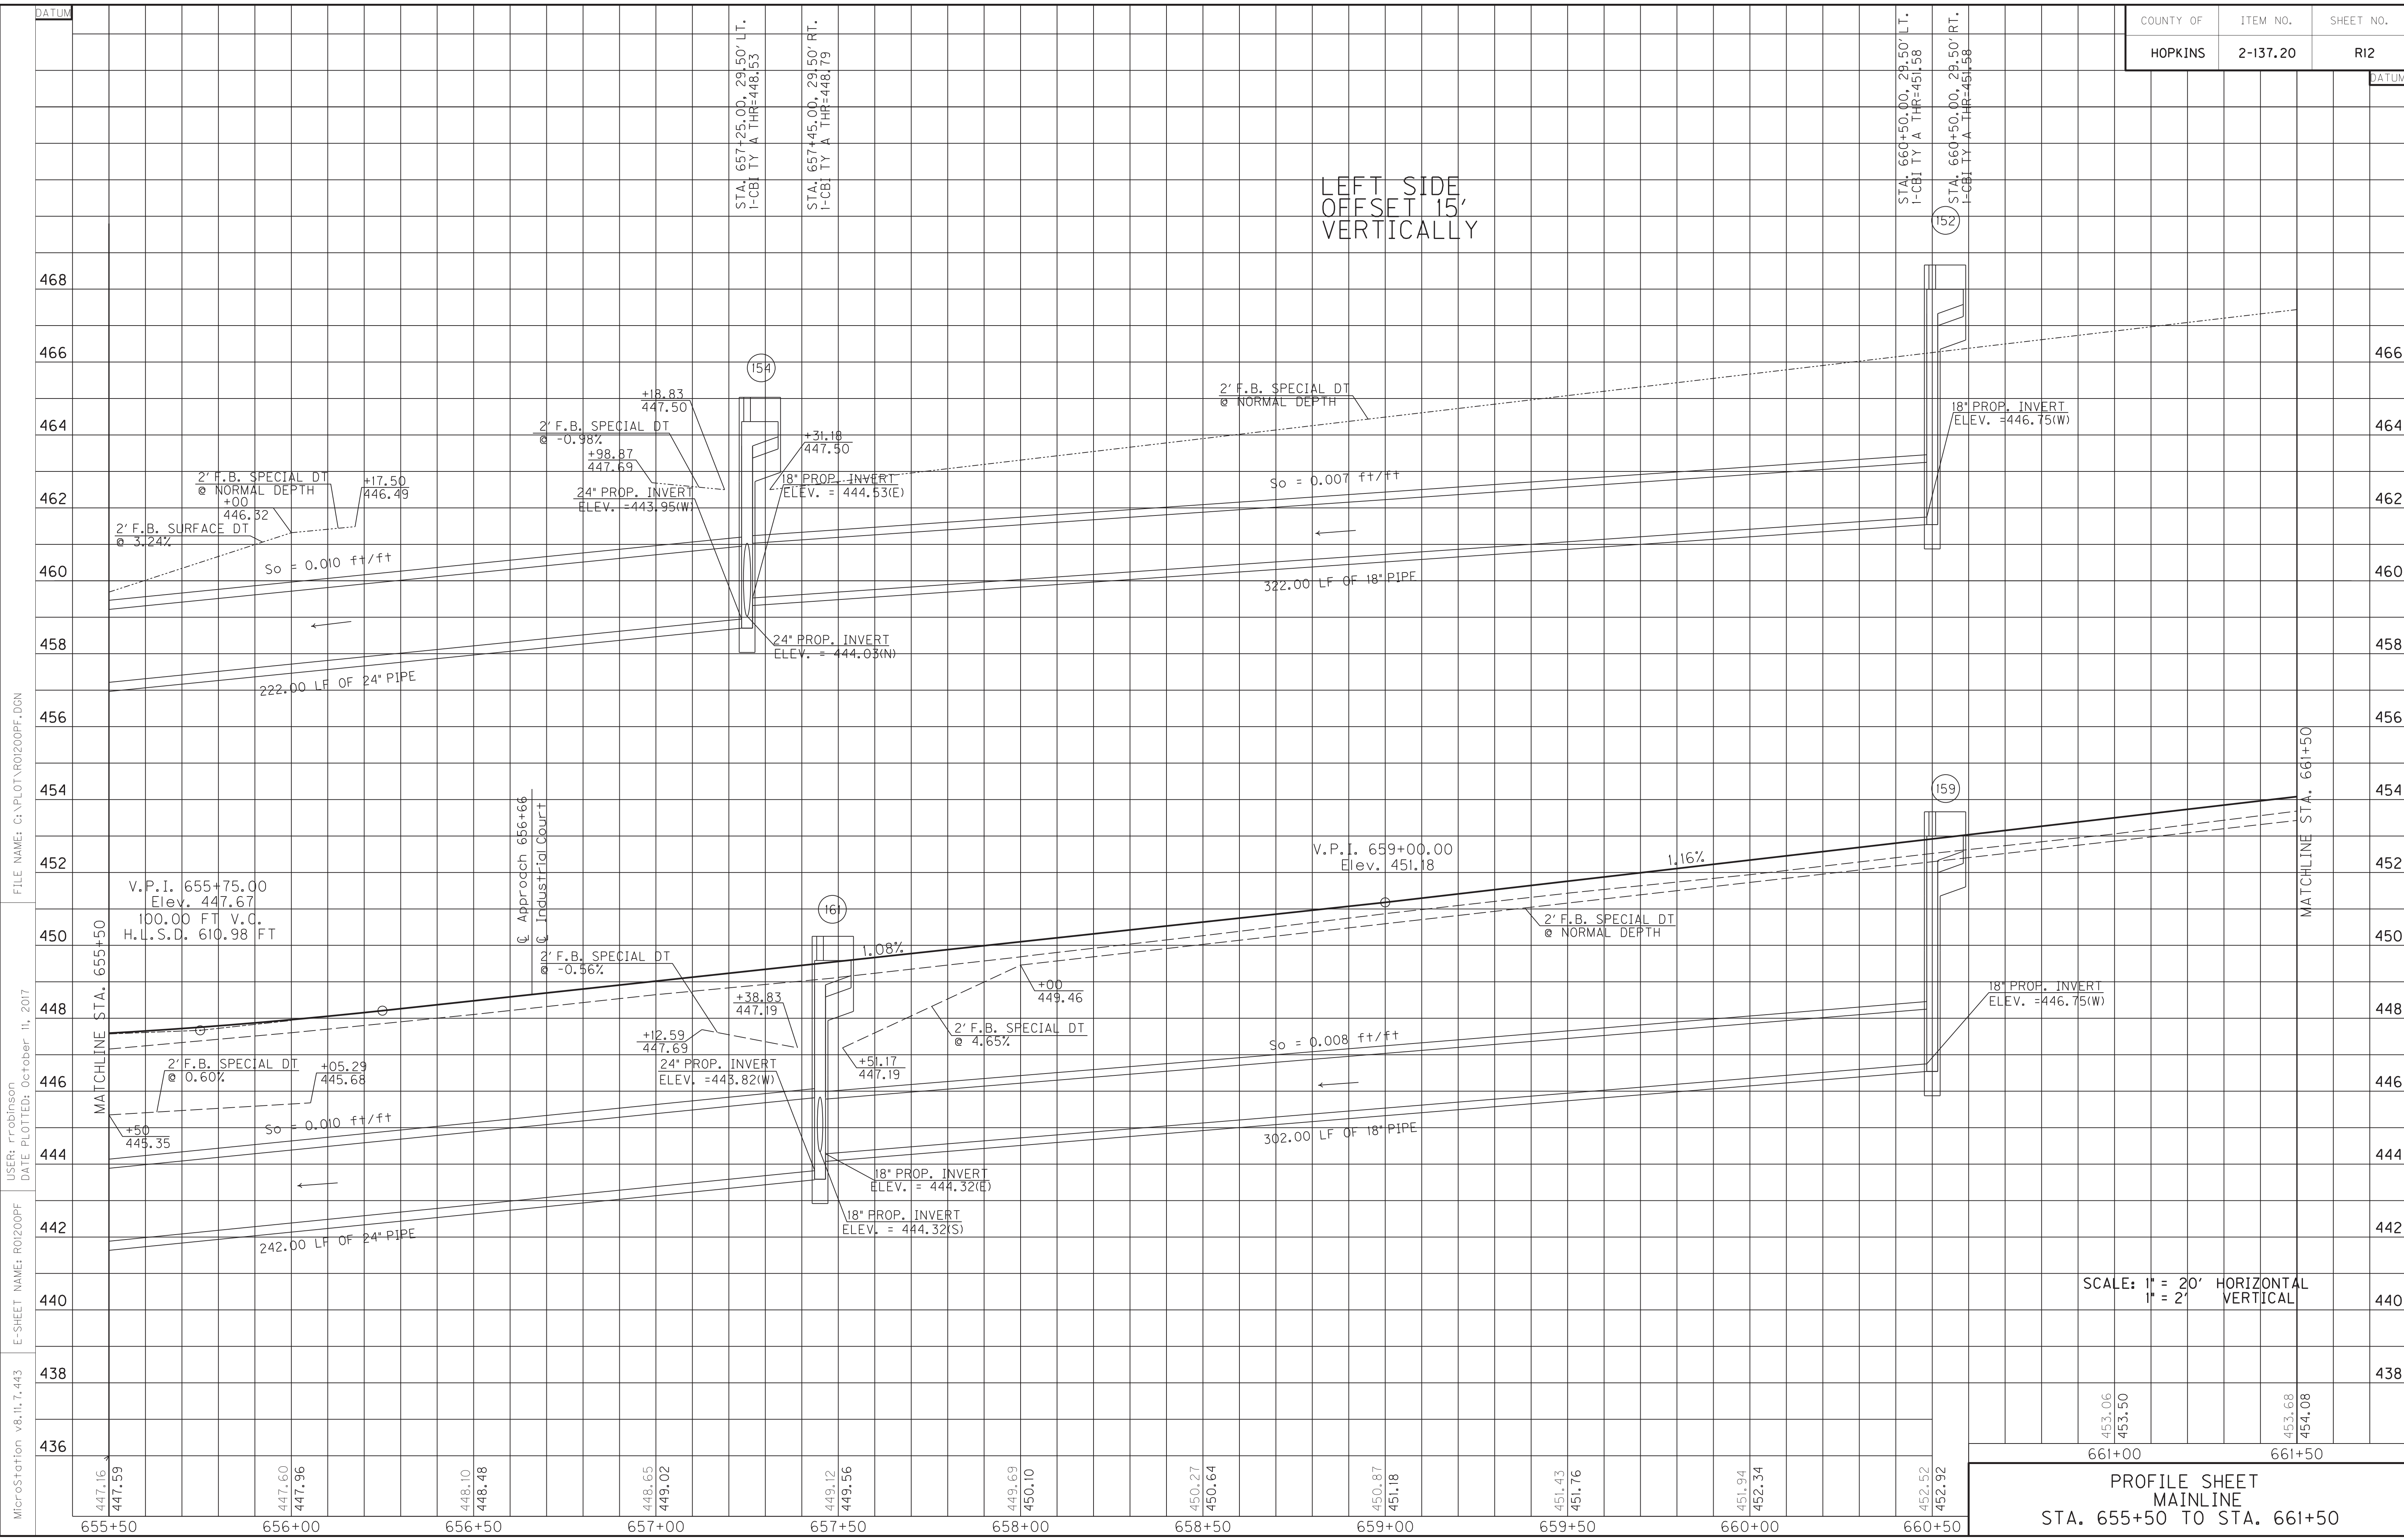 DATUM
COUNTY OF
ITEM NO.
SHEET NO.
HOPKINS
2-137.20
R12
DATUM
STA. 657+25.00, 29.50' LT.
1-CBI TY A THR=448.53
STA. 657+45.00, 29.50' RT.
1-CBI TY A THR=448.79
STA. 660+50.00, 29.50' LT.
1-CBI TY A THR=451.58
STA. 660+50.00, 29.50' RT.
1-CBI TY A THR=451.58
LEFT SIDE
OFFSET 15'
VERTICALLY
152
468
466
466
154
2' F.B. SPECIAL DT
@ NORMAL DEPTH
+18.83
447.50
18" PROP. INVERT
ELEV. =446.75(W)
464
464
2' F.B. SPECIAL DT
@ -0.98%
+31.18
447.50
+98.87
447.69
2' F.B. SPECIAL DT
@ NORMAL DEPTH
+17.50
446.49
18" PROP. INVERT
ELEV. = 444.53(E)
So = 0.007 ft/ft
24" PROP. INVERT
ELEV. =443.95(W)
462
462
+00
446.32
2' F.B. SURFACE DT
@ 3.24%
So = 0.010 ft/ft
460
460
322.00 LF OF 18" PIPE
24" PROP. INVERT
ELEV. = 444.03(N)
458
458
222.00 LF OF 24" PIPE
456
456
454
454
MATCHLINE STA. 661+50
159
℄ Approach 656+66
℄ Industrial Court
V.P.I. 659+00.00
Elev. 451.18
1.16%
452
452
V.P.I. 655+75.00
Elev. 447.67
100.00 FT V.C.
H.L.S.D. 610.98 FT
161
2' F.B. SPECIAL DT
@ NORMAL DEPTH
450
450
1.08%
MATCHLINE STA. 655+50
2' F.B. SPECIAL DT
@ -0.56%
+00
449.46
18" PROP. INVERT
ELEV. =446.75(W)
+38.83
447.19
448
448
2' F.B. SPECIAL DT
@ 4.65%
+12.59
447.69
So = 0.008 ft/ft
2' F.B. SPECIAL DT
@ 0.60%
+05.29
445.68
24" PROP. INVERT
ELEV. =443.82(W)
+51.17
447.19
446
446
So = 0.010 ft/ft
+50
445.35
302.00 LF OF 18" PIPE
444
444
18" PROP. INVERT
ELEV. = 444.32(E)
18" PROP. INVERT
ELEV. = 444.32(S)
442
442
242.00 LF OF 24" PIPE
SCALE: 1" = 20' HORIZONTAL
1" = 2' VERTICAL
440
440
438
438
436
447.16
447.59
447.60
447.96
448.10
448.48
448.65
449.02
449.12
449.56
449.69
450.10
450.27
450.64
450.87
451.18
451.43
451.76
451.94
452.34
452.52
452.92
453.06
453.50
453.68
454.08
655+50
656+00
656+50
657+00
657+50
658+00
658+50
659+00
659+50
660+00
660+50
661+00
661+50
PROFILE SHEET
MAINLINE
STA. 655+50 TO STA. 661+50
FILE NAME: C:\PLOT\R01200PF.DGN
USER: rrobinson
DATE PLOTTED: October 11, 2017
E-SHEET NAME: R01200PF
MicroStation v8.11.7.443